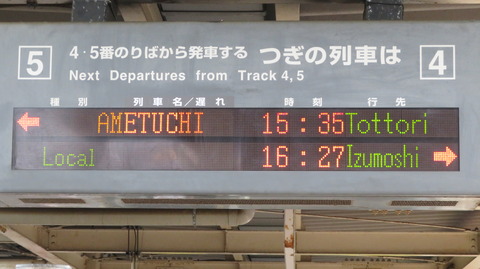 5 4・5番のりばから発車する つぎの列車は 4
Next Departures from Track 4,5
種別 列車名/遅れ 時刻 行先
AMETUCHI 15:35 Tottori
Local 16:27 Izumoshi